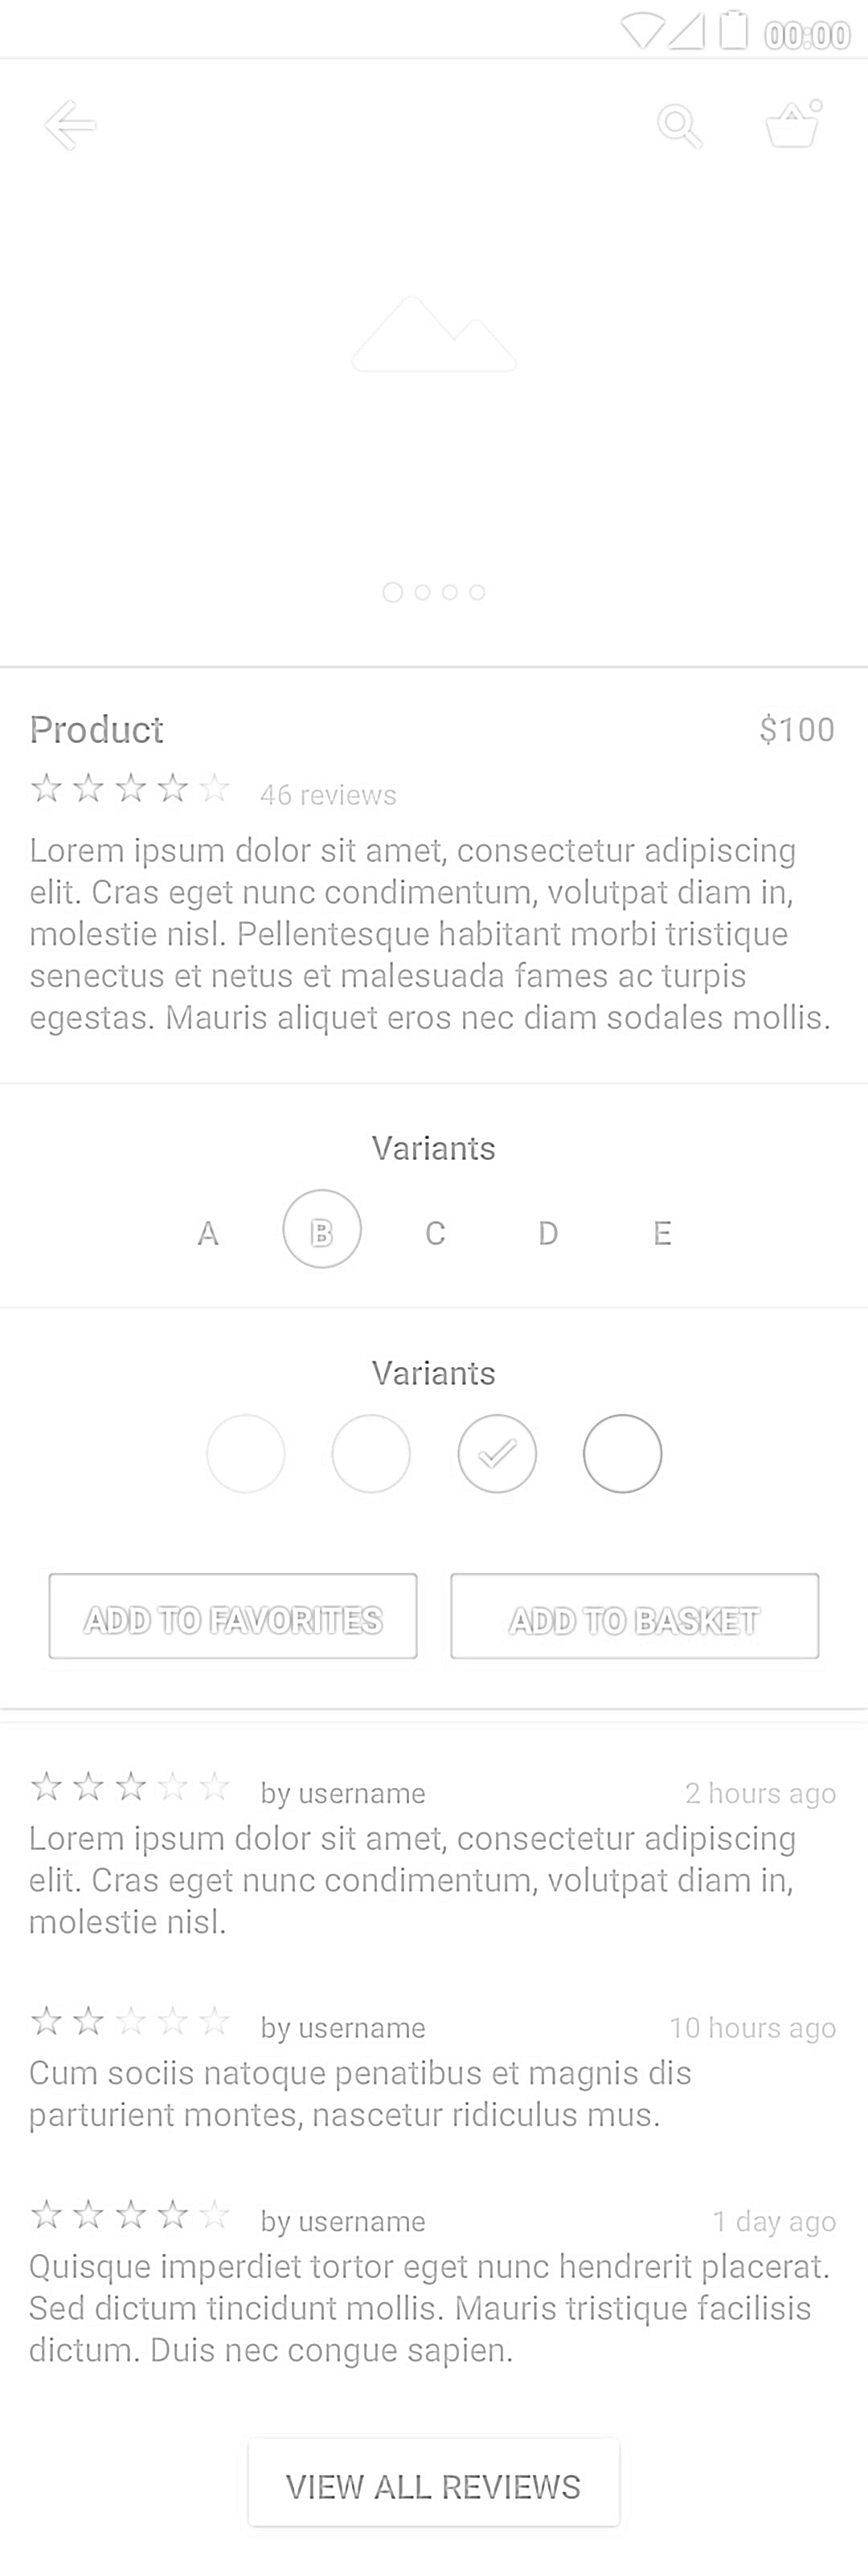 00:00
Product
$100
46 reviews
Lorem ipsum dolor sit amet, consectetur adipiscing
elit. Cras eget nunc condimentum, volutpat diam in,
molestie nisl. Pellentesque habitant morbi tristique
senectus et netus et malesuada fames ac turpis
egestas. Mauris aliquet eros nec diam sodales mollis.
Variants
A B C D E
Variants
ADD TO FAVORITES
ADD TO BASKET
by username
2 hours ago
Lorem ipsum dolor sit amet, consectetur adipiscing
elit. Cras eget nunc condimentum, volutpat diam in,
molestie nisl.
by username
10 hours ago
Cum sociis natoque penatibus et magnis dis
parturient montes, nascetur ridiculus mus.
by username
1 day ago
Quisque imperdiet tortor eget nunc hendrerit placerat.
Sed dictum tincidunt mollis. Mauris tristique facilisis
dictum. Duis nec congue sapien.
VIEW ALL REVIEWS